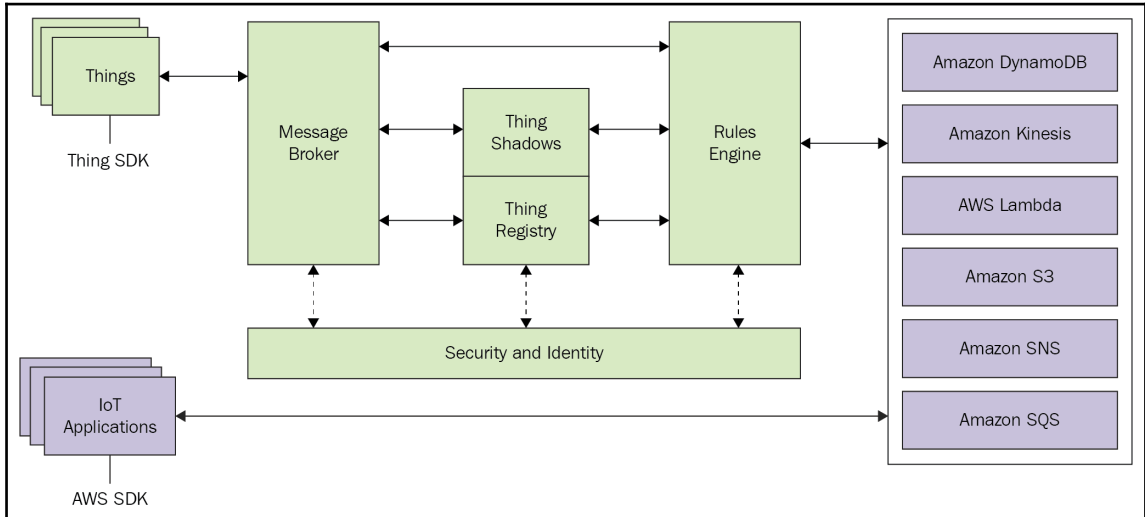 Things
Thing SDK
Message
Broker
Thing
Shadows
Thing
Registry
Rules
Engine
Security and Identity
IoT
Applications
AWS SDK
Amazon DynamoDB
Amazon Kinesis
AWS Lambda
Amazon S3
Amazon SNS
Amazon SQS